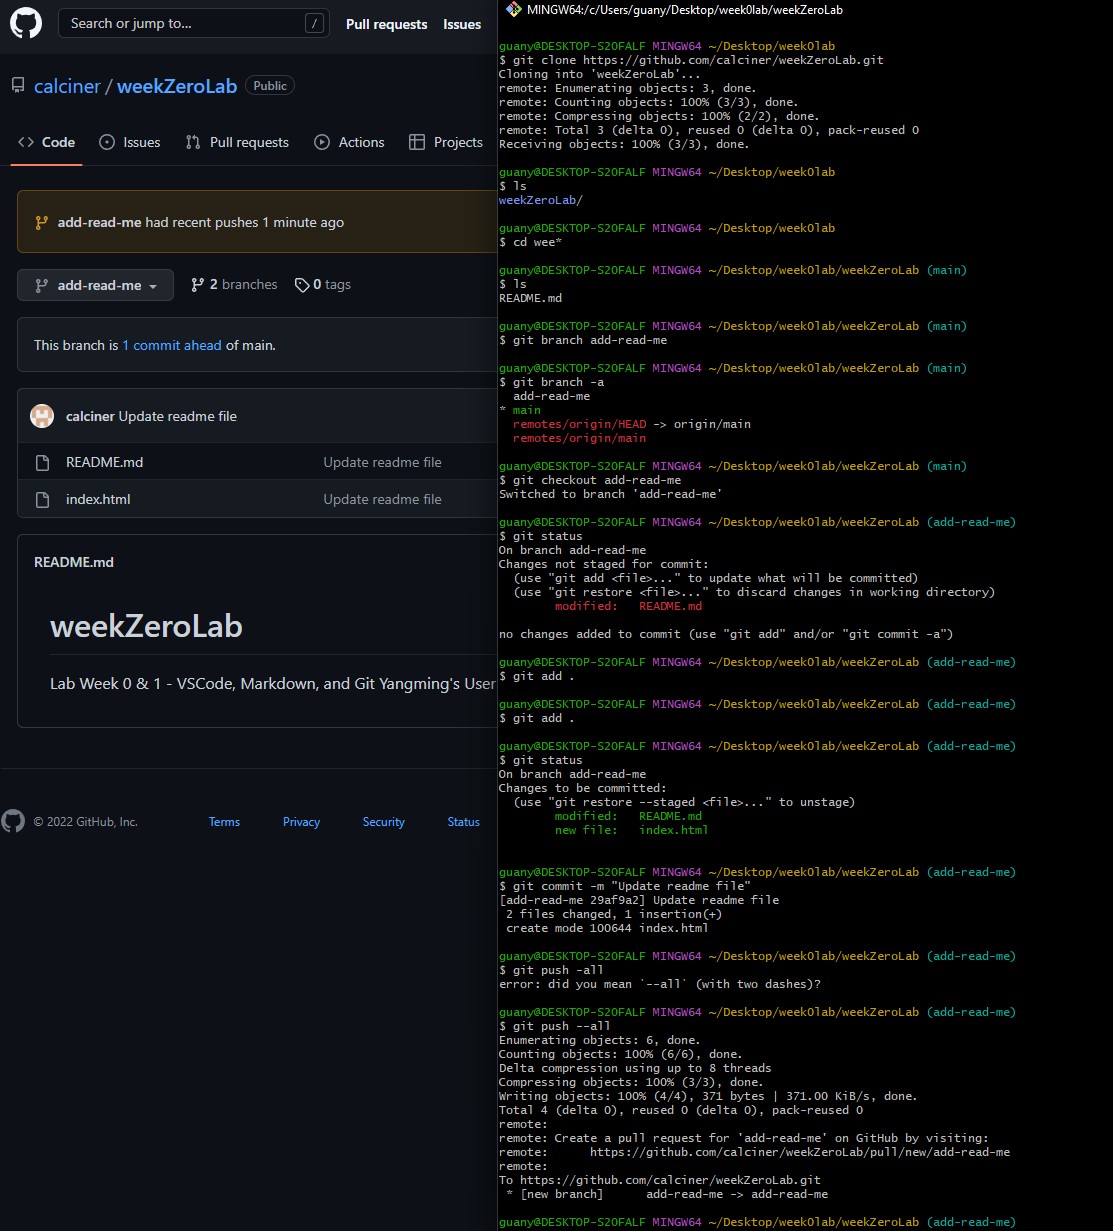 Search or jump to...
/
Pull requests
Issues
calciner / weekZeroLab
Public
Code
Issues
Pull requests
Actions
Projects
add-read-me had recent pushes 1 minute ago
add-read-me
2 branches
0 tags
This branch is 1 commit ahead of main.
calciner Update readme file
README.md
Update readme file
index.html
Update readme file
README.md
weekZeroLab
Lab Week 0 & 1 - VSCode, Markdown, and Git Yangming's User
© 2022 GitHub, Inc.
Terms
Privacy
Security
Status
MINGW64:/c/Users/guany/Desktop/week0lab/weekZeroLab
guany@DESKTOP-S2OFALF MINGW64 ~/Desktop/week0lab
$ git clone https://github.com/calciner/weekZeroLab.git
Cloning into 'weekZeroLab'...
remote: Enumerating objects: 3, done.
remote: Counting objects: 100% (3/3), done.
remote: Compressing objects: 100% (2/2), done.
remote: Total 3 (delta 0), reused 0 (delta 0), pack-reused 0
Receiving objects: 100% (3/3), done.
guany@DESKTOP-S2OFALF MINGW64 ~/Desktop/week0lab
$ ls
weekZeroLab/
guany@DESKTOP-S2OFALF MINGW64 ~/Desktop/week0lab
$ cd wee*
guany@DESKTOP-S2OFALF MINGW64 ~/Desktop/week0lab/weekZeroLab (main)
$ ls
README.md
guany@DESKTOP-S2OFALF MINGW64 ~/Desktop/week0lab/weekZeroLab (main)
$ git branch add-read-me
guany@DESKTOP-S2OFALF MINGW64 ~/Desktop/week0lab/weekZeroLab (main)
$ git branch -a
add-read-me
* main
remotes/origin/HEAD -> origin/main
remotes/origin/main
guany@DESKTOP-S2OFALF MINGW64 ~/Desktop/week0lab/weekZeroLab (main)
$ git checkout add-read-me
Switched to branch 'add-read-me'
guany@DESKTOP-S2OFALF MINGW64 ~/Desktop/week0lab/weekZeroLab (add-read-me)
$ git status
On branch add-read-me
Changes not staged for commit:
(use "git add <file>..." to update what will be committed)
(use "git restore <file>..." to discard changes in working directory)
modified:   README.md
no changes added to commit (use "git add" and/or "git commit -a")
guany@DESKTOP-S2OFALF MINGW64 ~/Desktop/week0lab/weekZeroLab (add-read-me)
$ git add .
guany@DESKTOP-S2OFALF MINGW64 ~/Desktop/week0lab/weekZeroLab (add-read-me)
$ git add .
guany@DESKTOP-S2OFALF MINGW64 ~/Desktop/week0lab/weekZeroLab (add-read-me)
$ git status
On branch add-read-me
Changes to be committed:
(use "git restore --staged <file>..." to unstage)
modified:   README.md
new file:   index.html
guany@DESKTOP-S2OFALF MINGW64 ~/Desktop/week0lab/weekZeroLab (add-read-me)
$ git commit -m "Update readme file"
[add-read-me 29af9a2] Update readme file
2 files changed, 1 insertion(+)
create mode 100644 index.html
guany@DESKTOP-S2OFALF MINGW64 ~/Desktop/week0lab/weekZeroLab (add-read-me)
$ git push -all
error: did you mean `--all` (with two dashes)?
guany@DESKTOP-S2OFALF MINGW64 ~/Desktop/week0lab/weekZeroLab (add-read-me)
$ git push --all
Enumerating objects: 6, done.
Counting objects: 100% (6/6), done.
Delta compression using up to 8 threads
Compressing objects: 100% (3/3), done.
Writing objects: 100% (4/4), 371 bytes | 371.00 KiB/s, done.
Total 4 (delta 0), reused 0 (delta 0), pack-reused 0
remote:
remote: Create a pull request for 'add-read-me' on GitHub by visiting:
remote:      https://github.com/calciner/weekZeroLab/pull/new/add-read-me
remote:
To https://github.com/calciner/weekZeroLab.git
* [new branch]      add-read-me -> add-read-me
guany@DESKTOP-S2OFALF MINGW64 ~/Desktop/week0lab/weekZeroLab (add-read-me)